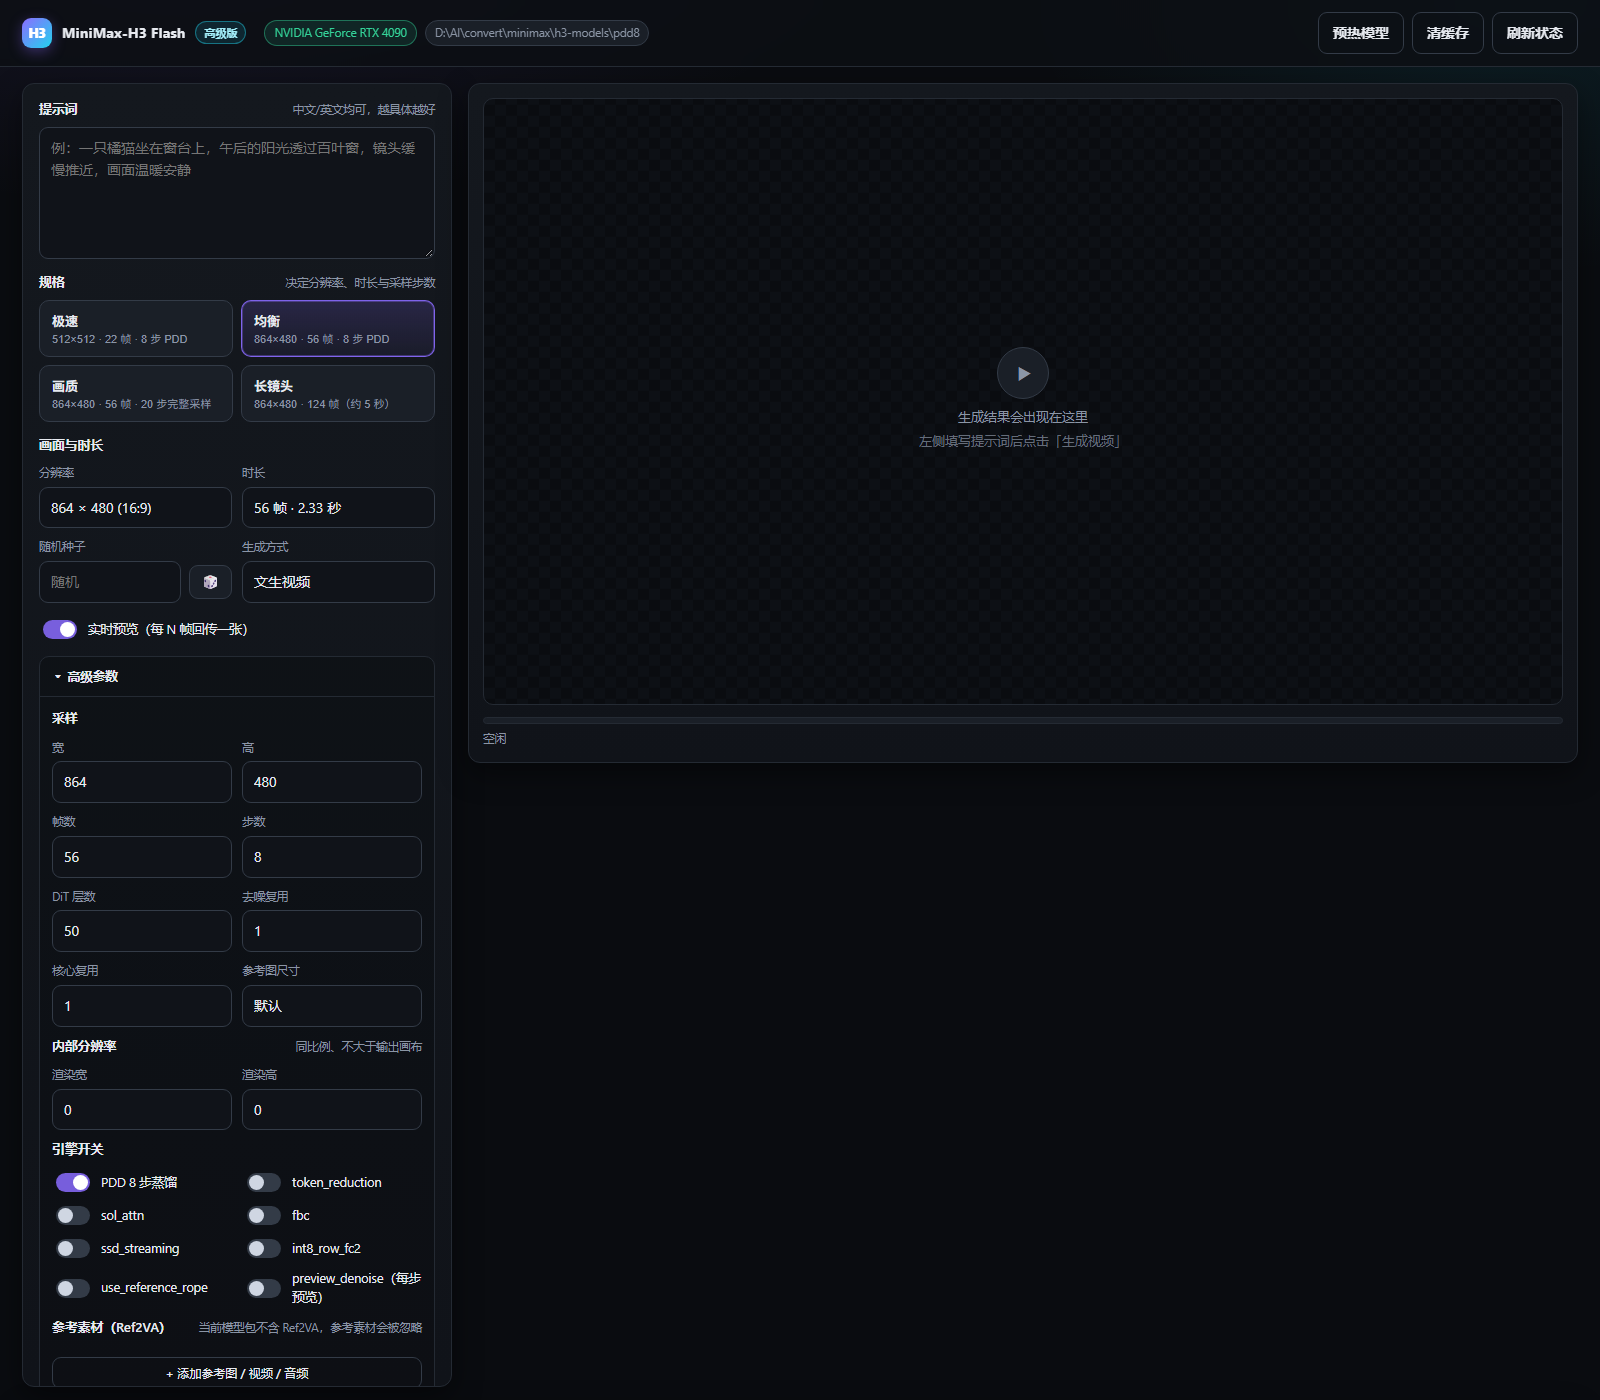 H3 MiniMax-H3 Flash 高级版 NVIDIA GeForce RTX 4090 D:\AI\convert\minimax\h3-models\pdd8 预热模型 清缓存 刷新状态
提示词 中文/英文均可，越具体越好
例：一只橘猫坐在窗台上，午后的阳光透过百叶窗，镜头缓
慢推近，画面温暖安静
规格 决定分辨率、时长与采样步数
极速 均衡
512×512 · 22 帧 · 8 步 PDD 864×480 · 56 帧 · 8 步 PDD
画质 长镜头
864×480 · 56 帧 · 20 步完整采样 864×480 · 124 帧（约 5 秒）
画面与时长
分辨率 时长
864 × 480 (16:9) 56 帧 · 2.33 秒
随机种子 生成方式
随机 文生视频
实时预览（每 N 帧回传一张）
高级参数
采样
宽 高
864 480
帧数 步数
56 8
DiT 层数 去噪复用
50 1
核心复用 参考图尺寸
1 默认
内部分辨率 同比例、不大于输出画布
渲染宽 渲染高
0 0
引擎开关
PDD 8 步蒸馏 token_reduction
sol_attn fbc
ssd_streaming int8_row_fc2
use_reference_rope preview_denoise（每步
预览）
参考素材（Ref2VA） 当前模型包不含 Ref2VA，参考素材会被忽略
+ 添加参考图 / 视频 / 音频
生成结果会出现在这里
左侧填写提示词后点击「生成视频」
空闲